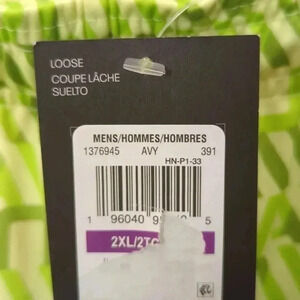 LOOSE
COUPE LÂCHE
SUELTO
MENS/HOMMES/HOMBRES
1376945 AVY 391
HN-P1-33
1 96040 5
2XL/2TG